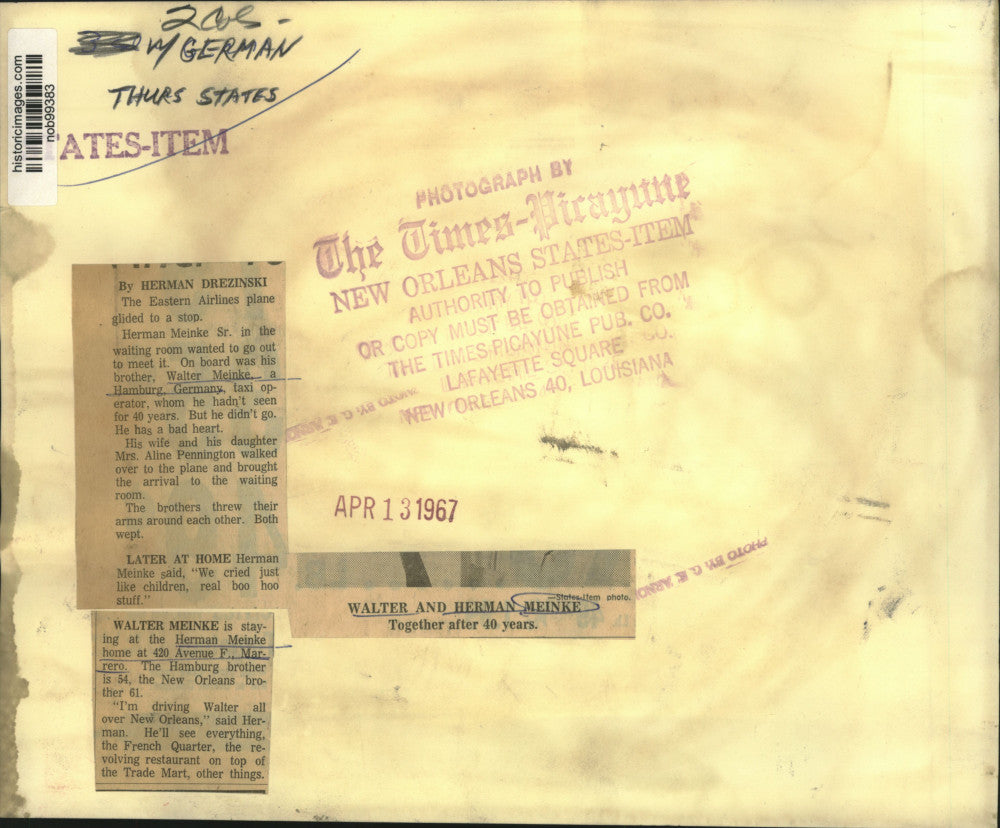 2 Col -
W/ GERMAN
THURS STATES
historicimages.com
nob99383
TATES-ITEM
PHOTOGRAPH BY
The Times-Picayune
NEW ORLEANS STATES-ITEM
AUTHORITY TO PUBLISH
OR COPY MUST BE OBTAINED FROM
THE TIMES-PICAYUNE PUB. CO.
LAFAYETTE SQUARE
NEW ORLEANS 40, LOUISIANA
CO.
PHOTO BY: G. E. ARNO
By HERMAN DREZINSKI
The Eastern Airlines plane
glided to a stop.
Herman Meinke Sr. in the
waiting room wanted to go out
to meet it. On board was his
brother, Walter Meinke, a
Hamburg, Germany, taxi op-
erator, whom he hadn't seen
for 40 years. But he didn't go.
He has a bad heart.
His wife and his daughter
Mrs. Aline Pennington walked
over to the plane and brought
the arrival to the waiting
room.
The brothers threw their
arms around each other. Both
wept.
LATER AT HOME Herman
Meinke said, "We cried just
like children, real boo hoo
stuff."
WALTER MEINKE is stay-
ing at the Herman Meinke
home at 420 Avenue F., Mar-
rero. The Hamburg brother
is 54, the New Orleans bro-
ther 61.
"I'm driving Walter all
over New Orleans," said Her-
man. He'll see everything,
the French Quarter, the re-
volving restaurant on top of
the Trade Mart, other things.
APR 13 1967
—States-Item photo.
WALTER AND HERMAN MEINKE
Together after 40 years.
PHOTO BY: G. E. ARNO